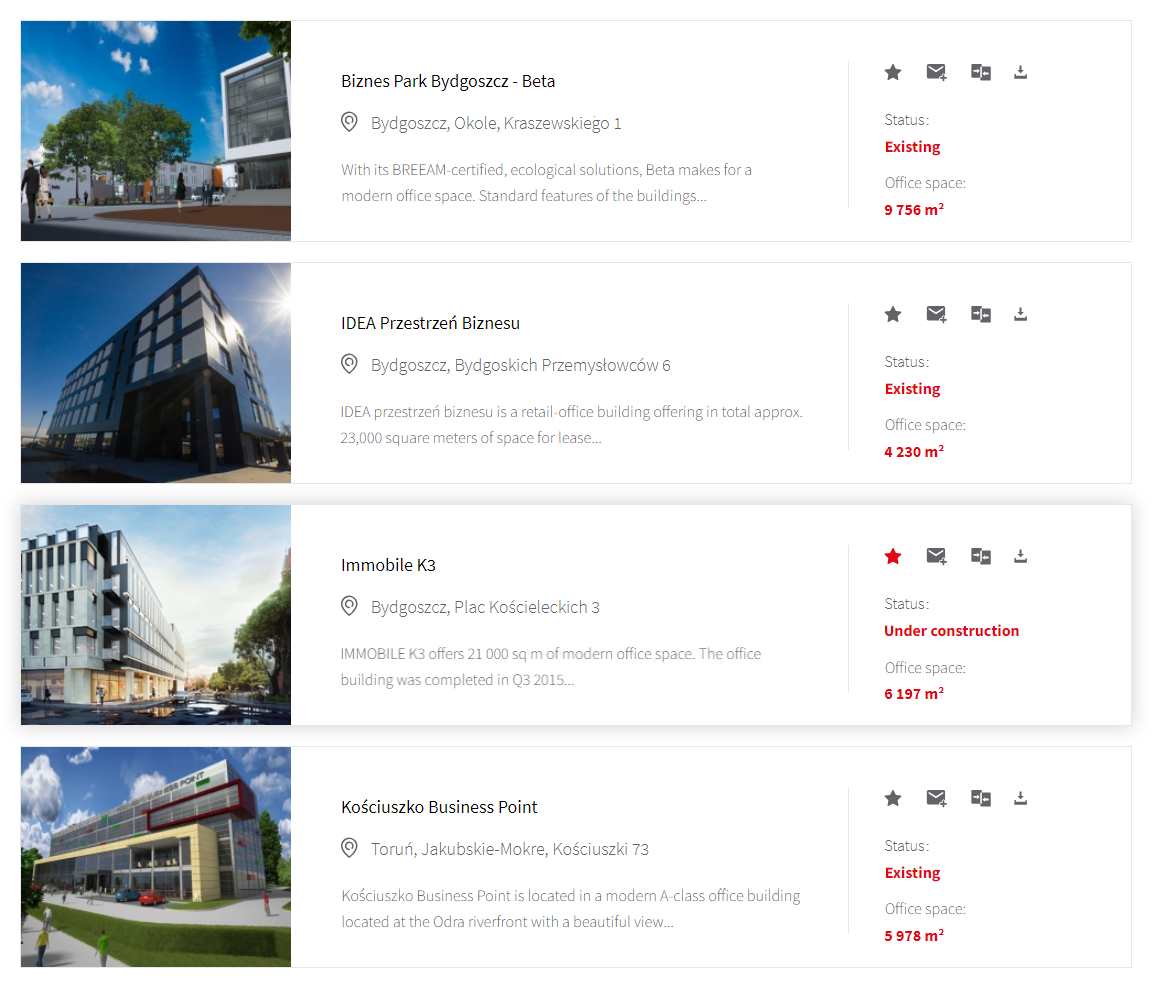 Biznes Park Bydgoszcz - Beta
Bydgoszcz, Okole, Kraszewskiego 1
With its BREEAM-certified, ecological solutions, Beta makes for a
modern office space. Standard features of the buildings...
Status:
Existing
Office space:
9 756 m²
IDEA Przestrzeń Biznesu
Bydgoszcz, Bydgoskich Przemysłowców 6
IDEA przestrzeń biznesu is a retail-office building offering in total approx.
23,000 square meters of space for lease...
Status:
Existing
Office space:
4 230 m²
Immobile K3
Bydgoszcz, Plac Kościeleckich 3
IMMOBILE K3 offers 21 000 sq m of modern office space. The office
building was completed in Q3 2015...
Status:
Under construction
Office space:
6 197 m²
BUSINESS POINT
Kościuszko Business Point
Toruń, Jakubskie-Mokre, Kościuszki 73
Kościuszko Business Point is located in a modern A-class office building
located at the Odra riverfront with a beautiful view...
Status:
Existing
Office space:
5 978 m²